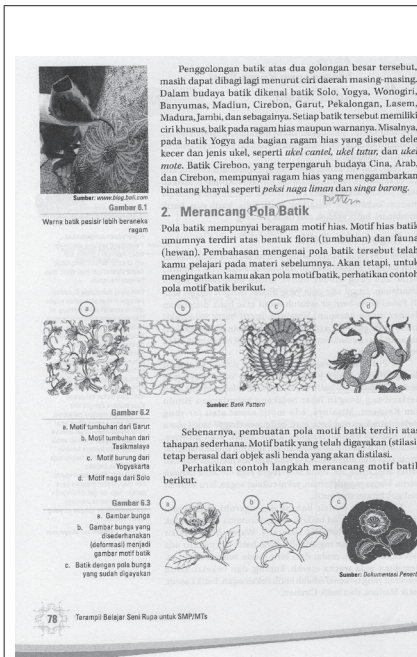 Penggolongan batik atas dua golongan besar tersebut,
masih dapat dibagi lagi menurut ciri daerah masing-masing.
Dalam budaya batik dikenal batik Solo, Yogya, Wonogiri,
Banyumas, Madiun, Cirebon, Garut, Pekalongan, Lasem,
Madura, Jambi, dan sebagainya. Setiap batik tersebut memiliki
ciri khusus, baik pada ragam hias maupun warnanya. Misalnya,
pada batik Yogya ada bagian ragam hias yang disebut dele
kecer dan jenis ukel, seperti ukel cantel, ukel tutur, dan ukel
mote. Batik Cirebon, yang terpengaruh budaya Cina, Arab,
dan Cirebon, mempunyai ragam hias yang menggambarkan
binatang khayal seperti peksi naga liman dan singa barong.
Sumber: www.blog.bali.com
Gambar 6.1
Warna batik pesisir lebih beraneka
ragam
pattern
2. Merancang Pola Batik
Pola batik mempunyai beragam motif hias. Motif hias batik
umumnya terdiri atas bentuk flora (tumbuhan) dan fauna
(hewan). Pembahasan mengenai pola batik tersebut telah
kamu pelajari pada materi sebelumnya. Akan tetapi, untuk
mengingatkan kamu akan pola motif batik, perhatikan contoh
pola motif batik berikut.
a b c d
Sumber: Batik Pattern
Gambar 6.2
a. Motif tumbuhan dari Garut
b. Motif tumbuhan dari
Tasikmalaya
c. Motif burung dari
Yogyakarta
d. Motif naga dari Solo
Sebenarnya, pembuatan pola motif batik terdiri atas
tahapan sederhana. Motif batik yang telah digayakan (stilasi)
tetap berasal dari objek asli benda yang akan distilasi.
Perhatikan contoh langkah merancang motif batik
berikut.
Gambar 6.3
a. Gambar bunga
b. Gambar bunga yang
disederhanakan
(deformasi) menjadi
gambar motif batik
c. Batik dengan pola bunga
yang sudah digayakan
a b c
Sumber: Dokumentasi Penerbit
78 Terampil Belajar Seni Rupa untuk SMP/MTs